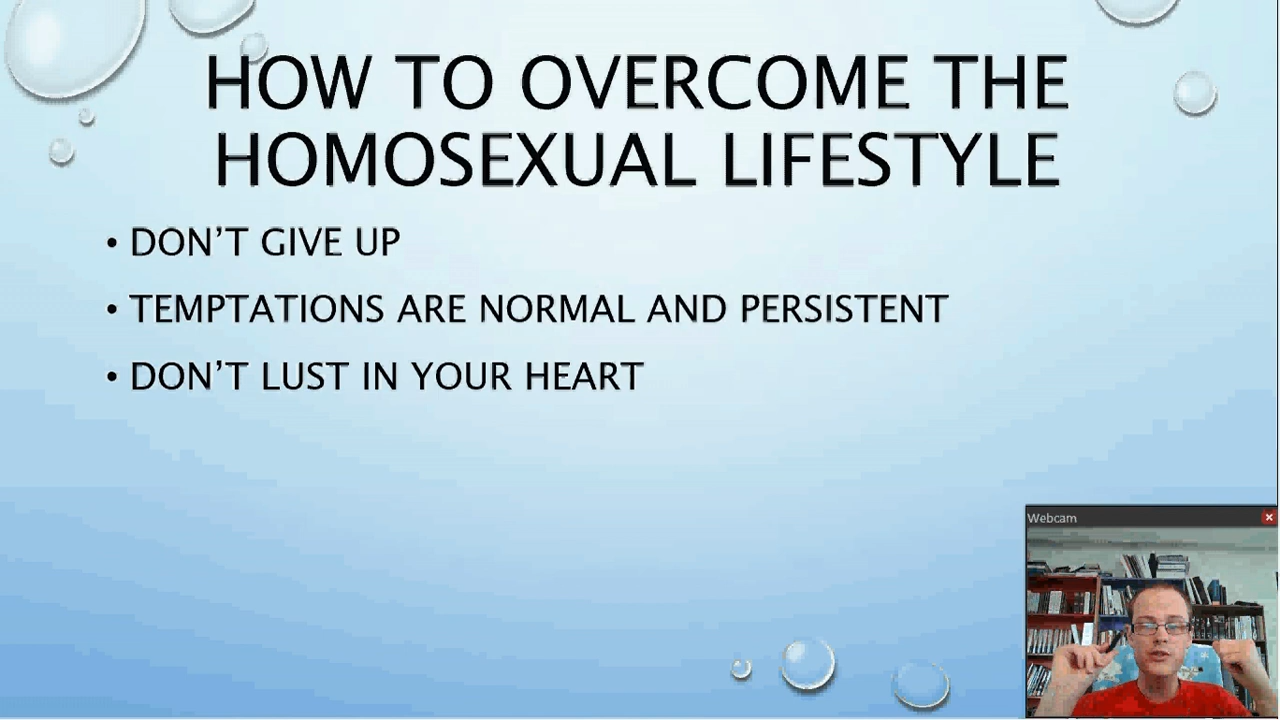 HOW TO OVERCOME THE
HOMOSEXUAL LIFESTYLE
• DON'T GIVE UP
• TEMPTATIONS ARE NORMAL AND PERSISTENT
• DON'T LUST IN YOUR HEART
Webcam